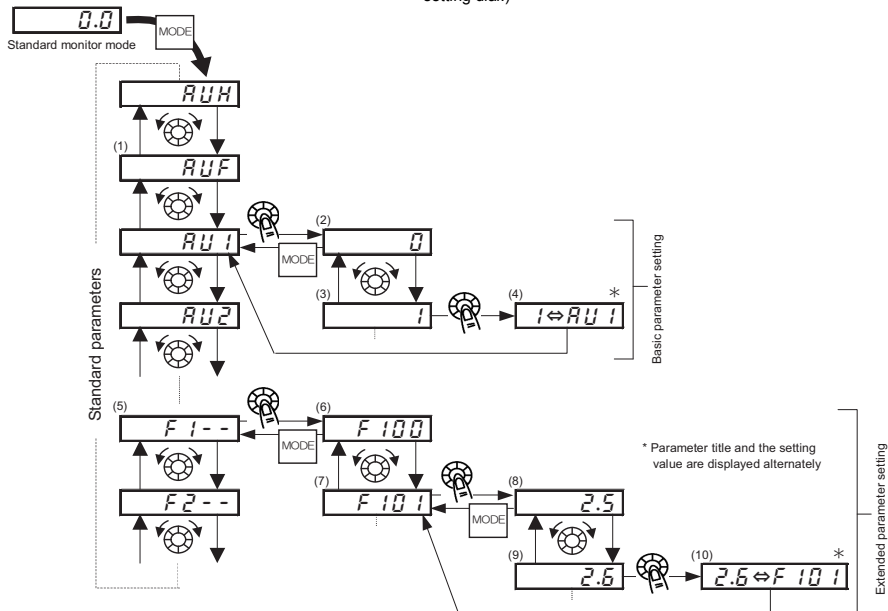 setting dial.)
0.0
MODE
Standard monitor mode
AUH
(1)
AUF
(2)
AU1
0
MODE
(3)
(4)
*
AU2
1
1⇔AU1
Basic parameter setting
Standard parameters
(5)
(6)
F1--
F100
MODE
* Parameter title and the setting
value are displayed alternately
(7)
(8)
F2--
F101
2.5
MODE
(9)
(10)
*
2.6
2.6⇔F101
Extended parameter setting